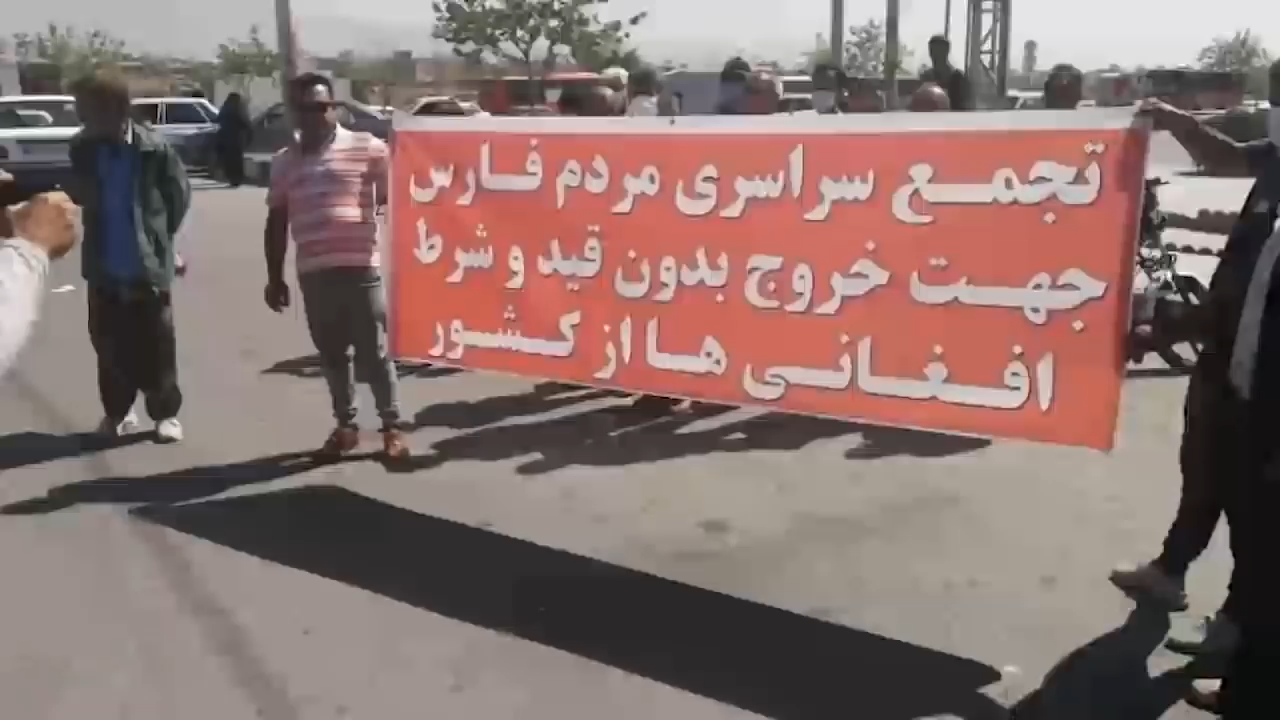 تجمع سراسری مردم فارس
جهت خروج بدون قید و شرط
افغانی ها از کشور